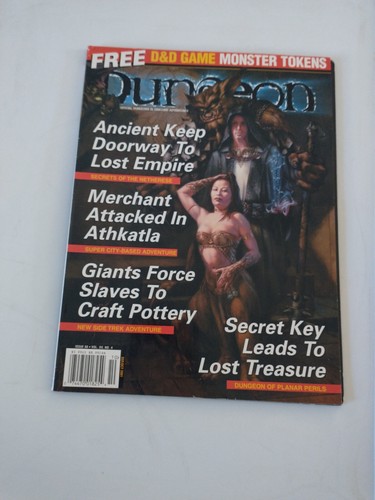 FREE D&D GAME MONSTER TOKENS
Dungeon
Ancient Keep
Doorway To
Lost Empire
SECRETS OF THE NETHERESE
Merchant
Attacked In
Athkatla
SUPER CITY-BASED ADVENTURE
Giants Force
Slaves To
Craft Pottery
NEW SIDE TREK ADVENTURE
Secret Key
Leads To
Lost Treasure
DUNGEON OF PLANAR PERILS